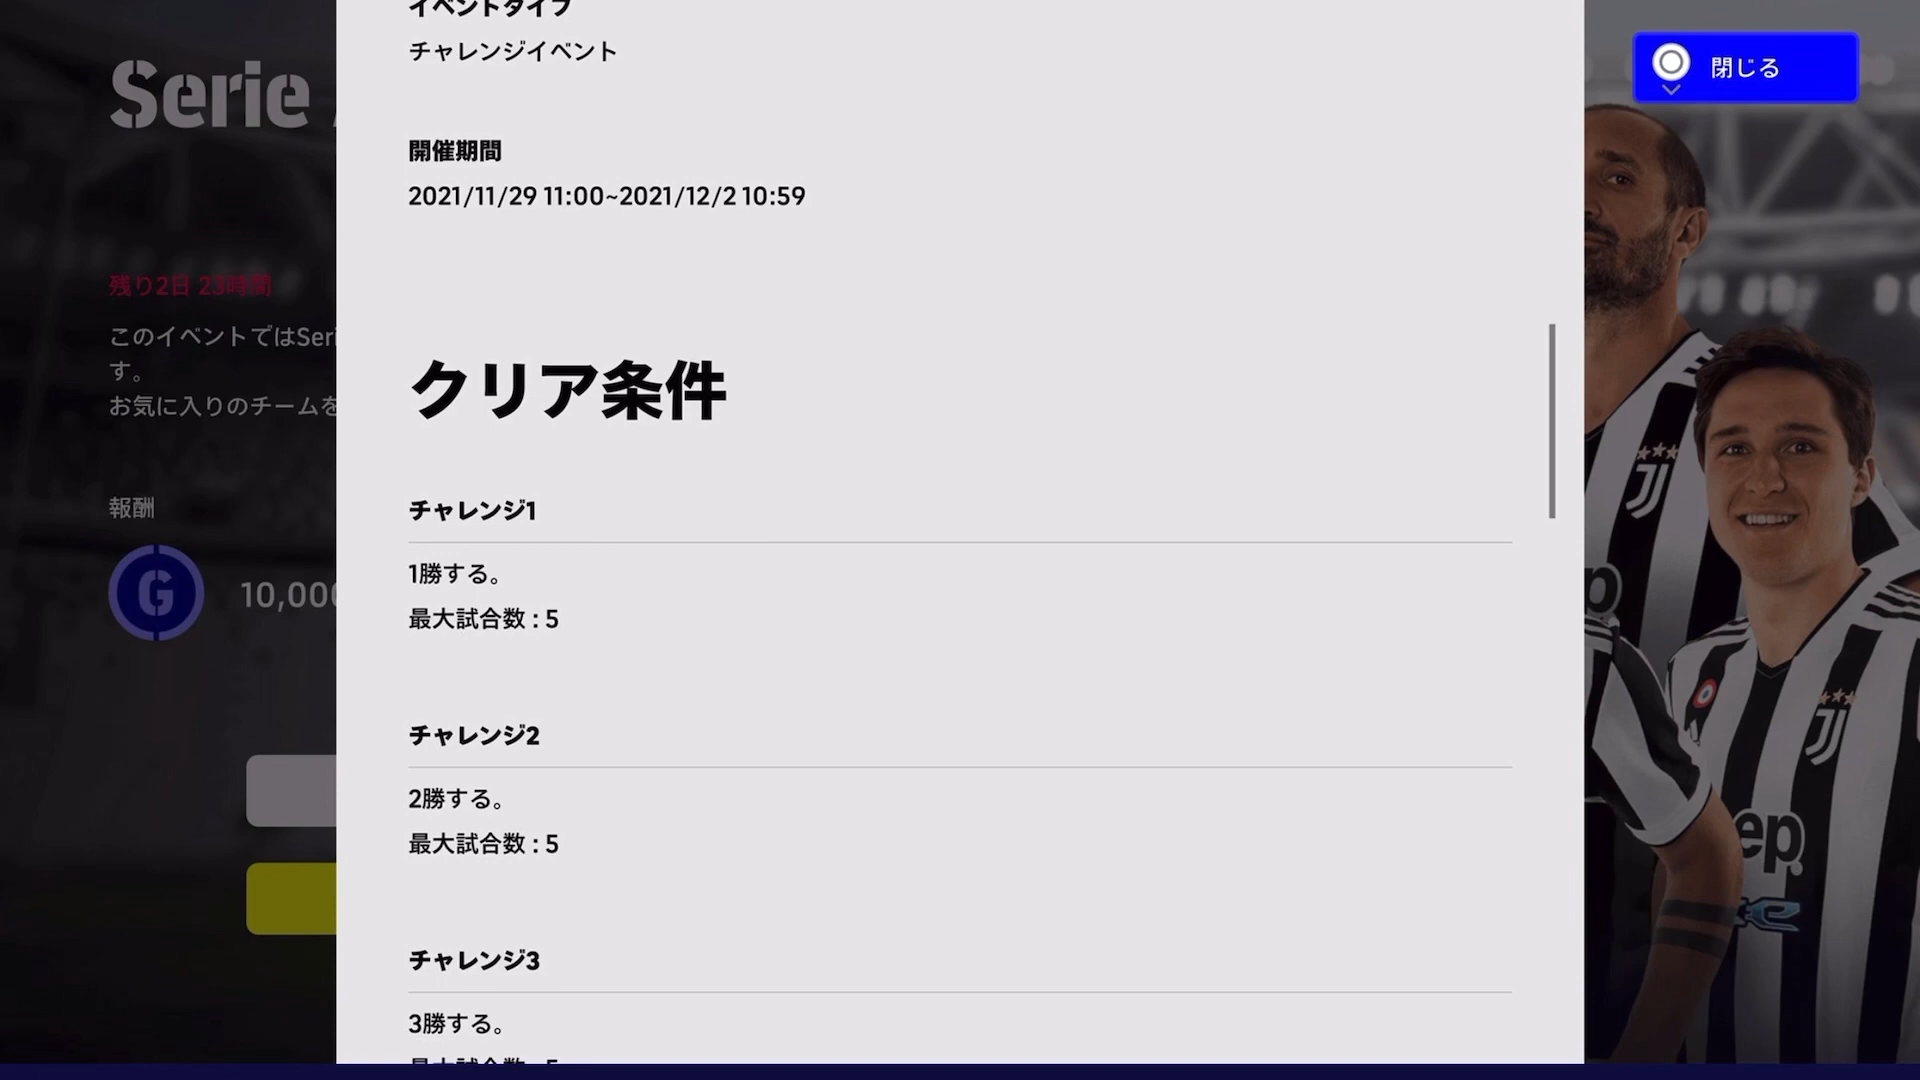 イベントタイプ
チャレンジイベント
閉じる
Serie
開催期間
2021/11/29 11:00~2021/12/2 10:59
残り2日 23時間
このイベントではSeri
す。
お気に入りのチームを
クリア条件
報酬
G
10,000
チャレンジ1
1勝する。
最大試合数 : 5
チャレンジ2
2勝する。
最大試合数 : 5
チャレンジ3
3勝する。
最大試合数 : 5